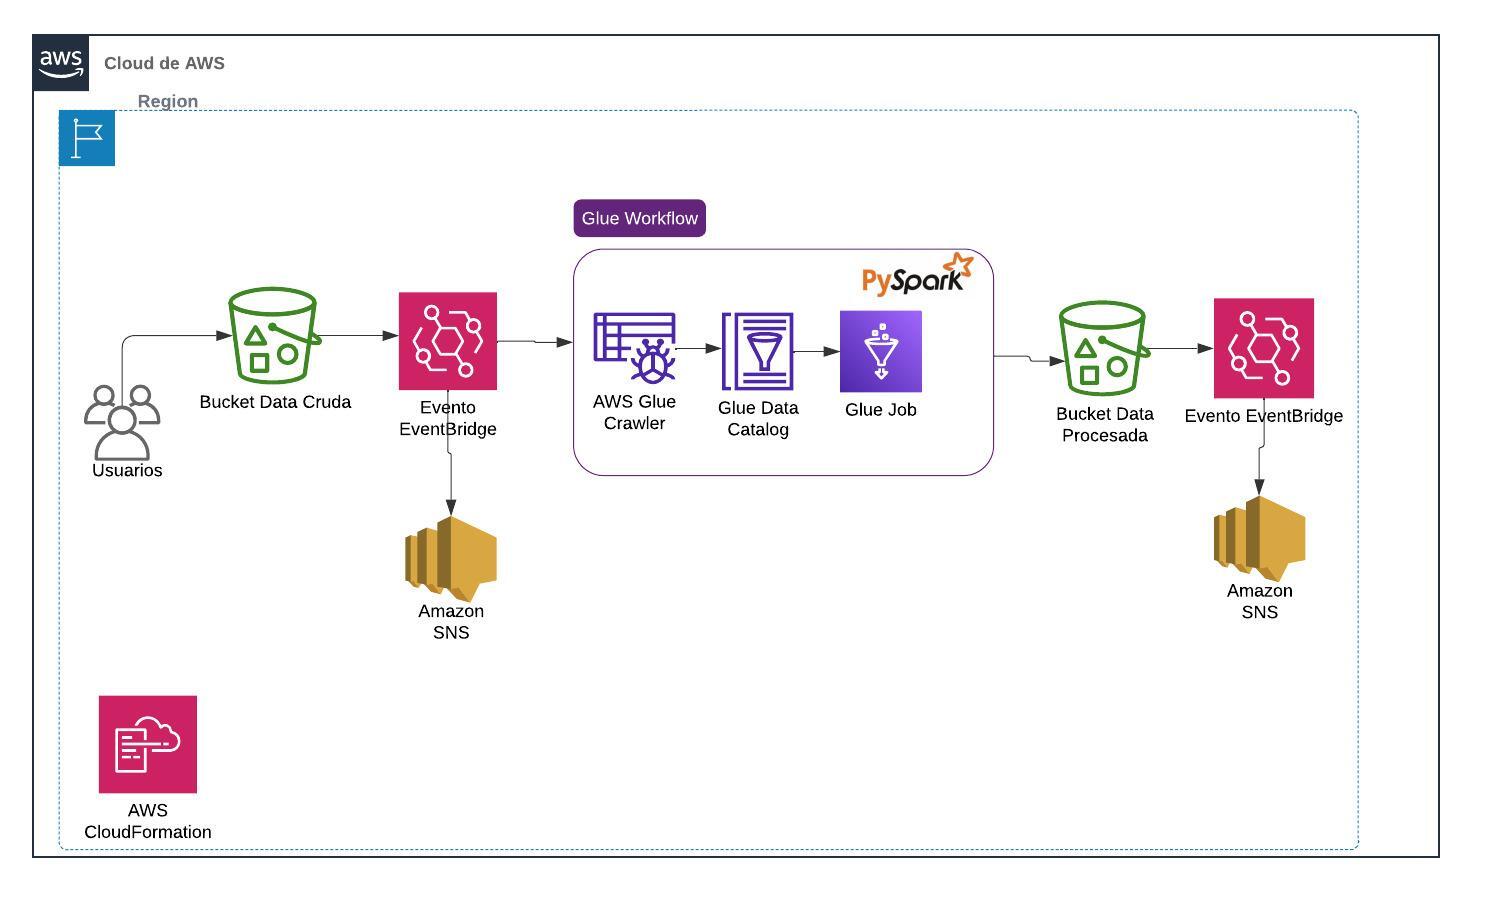 aws
Cloud de AWS
Region
Glue Workflow
PySpark
Bucket Data Cruda
Evento
EventBridge
AWS Glue
Crawler
Glue Data
Catalog
Glue Job
Bucket Data
Procesada
Evento EventBridge
Usuarios
Amazon
SNS
Amazon
SNS
AWS
CloudFormation